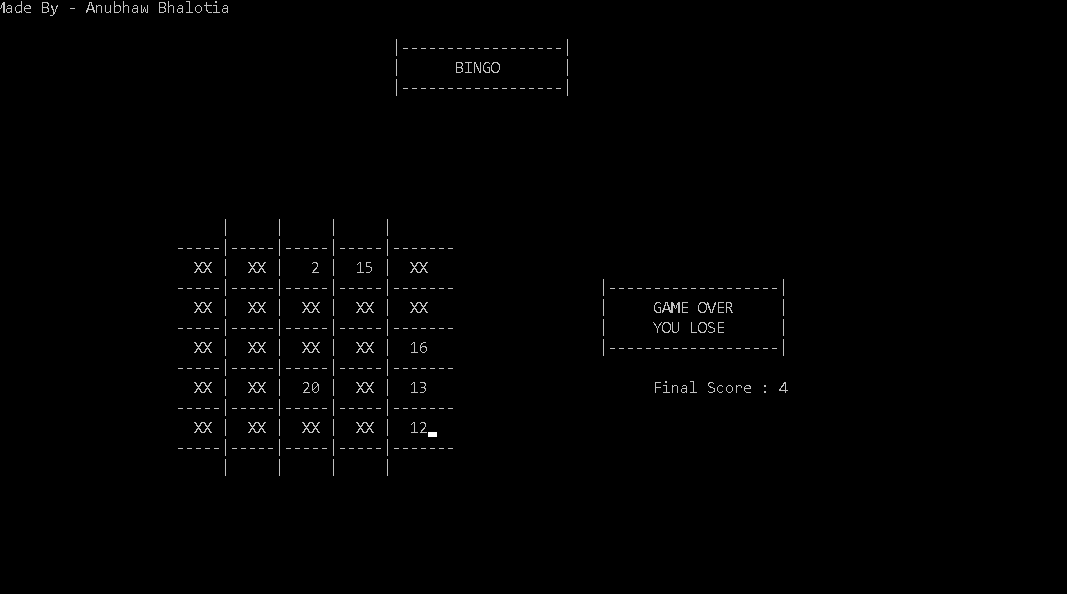 Made By - Anubhaw Bhalotia
BINGO
XX XX 2 15 XX
XX XX XX XX XX
XX XX XX XX 16
XX XX 20 XX 13
XX XX XX XX 12
GAME OVER
YOU LOSE
Final Score : 4